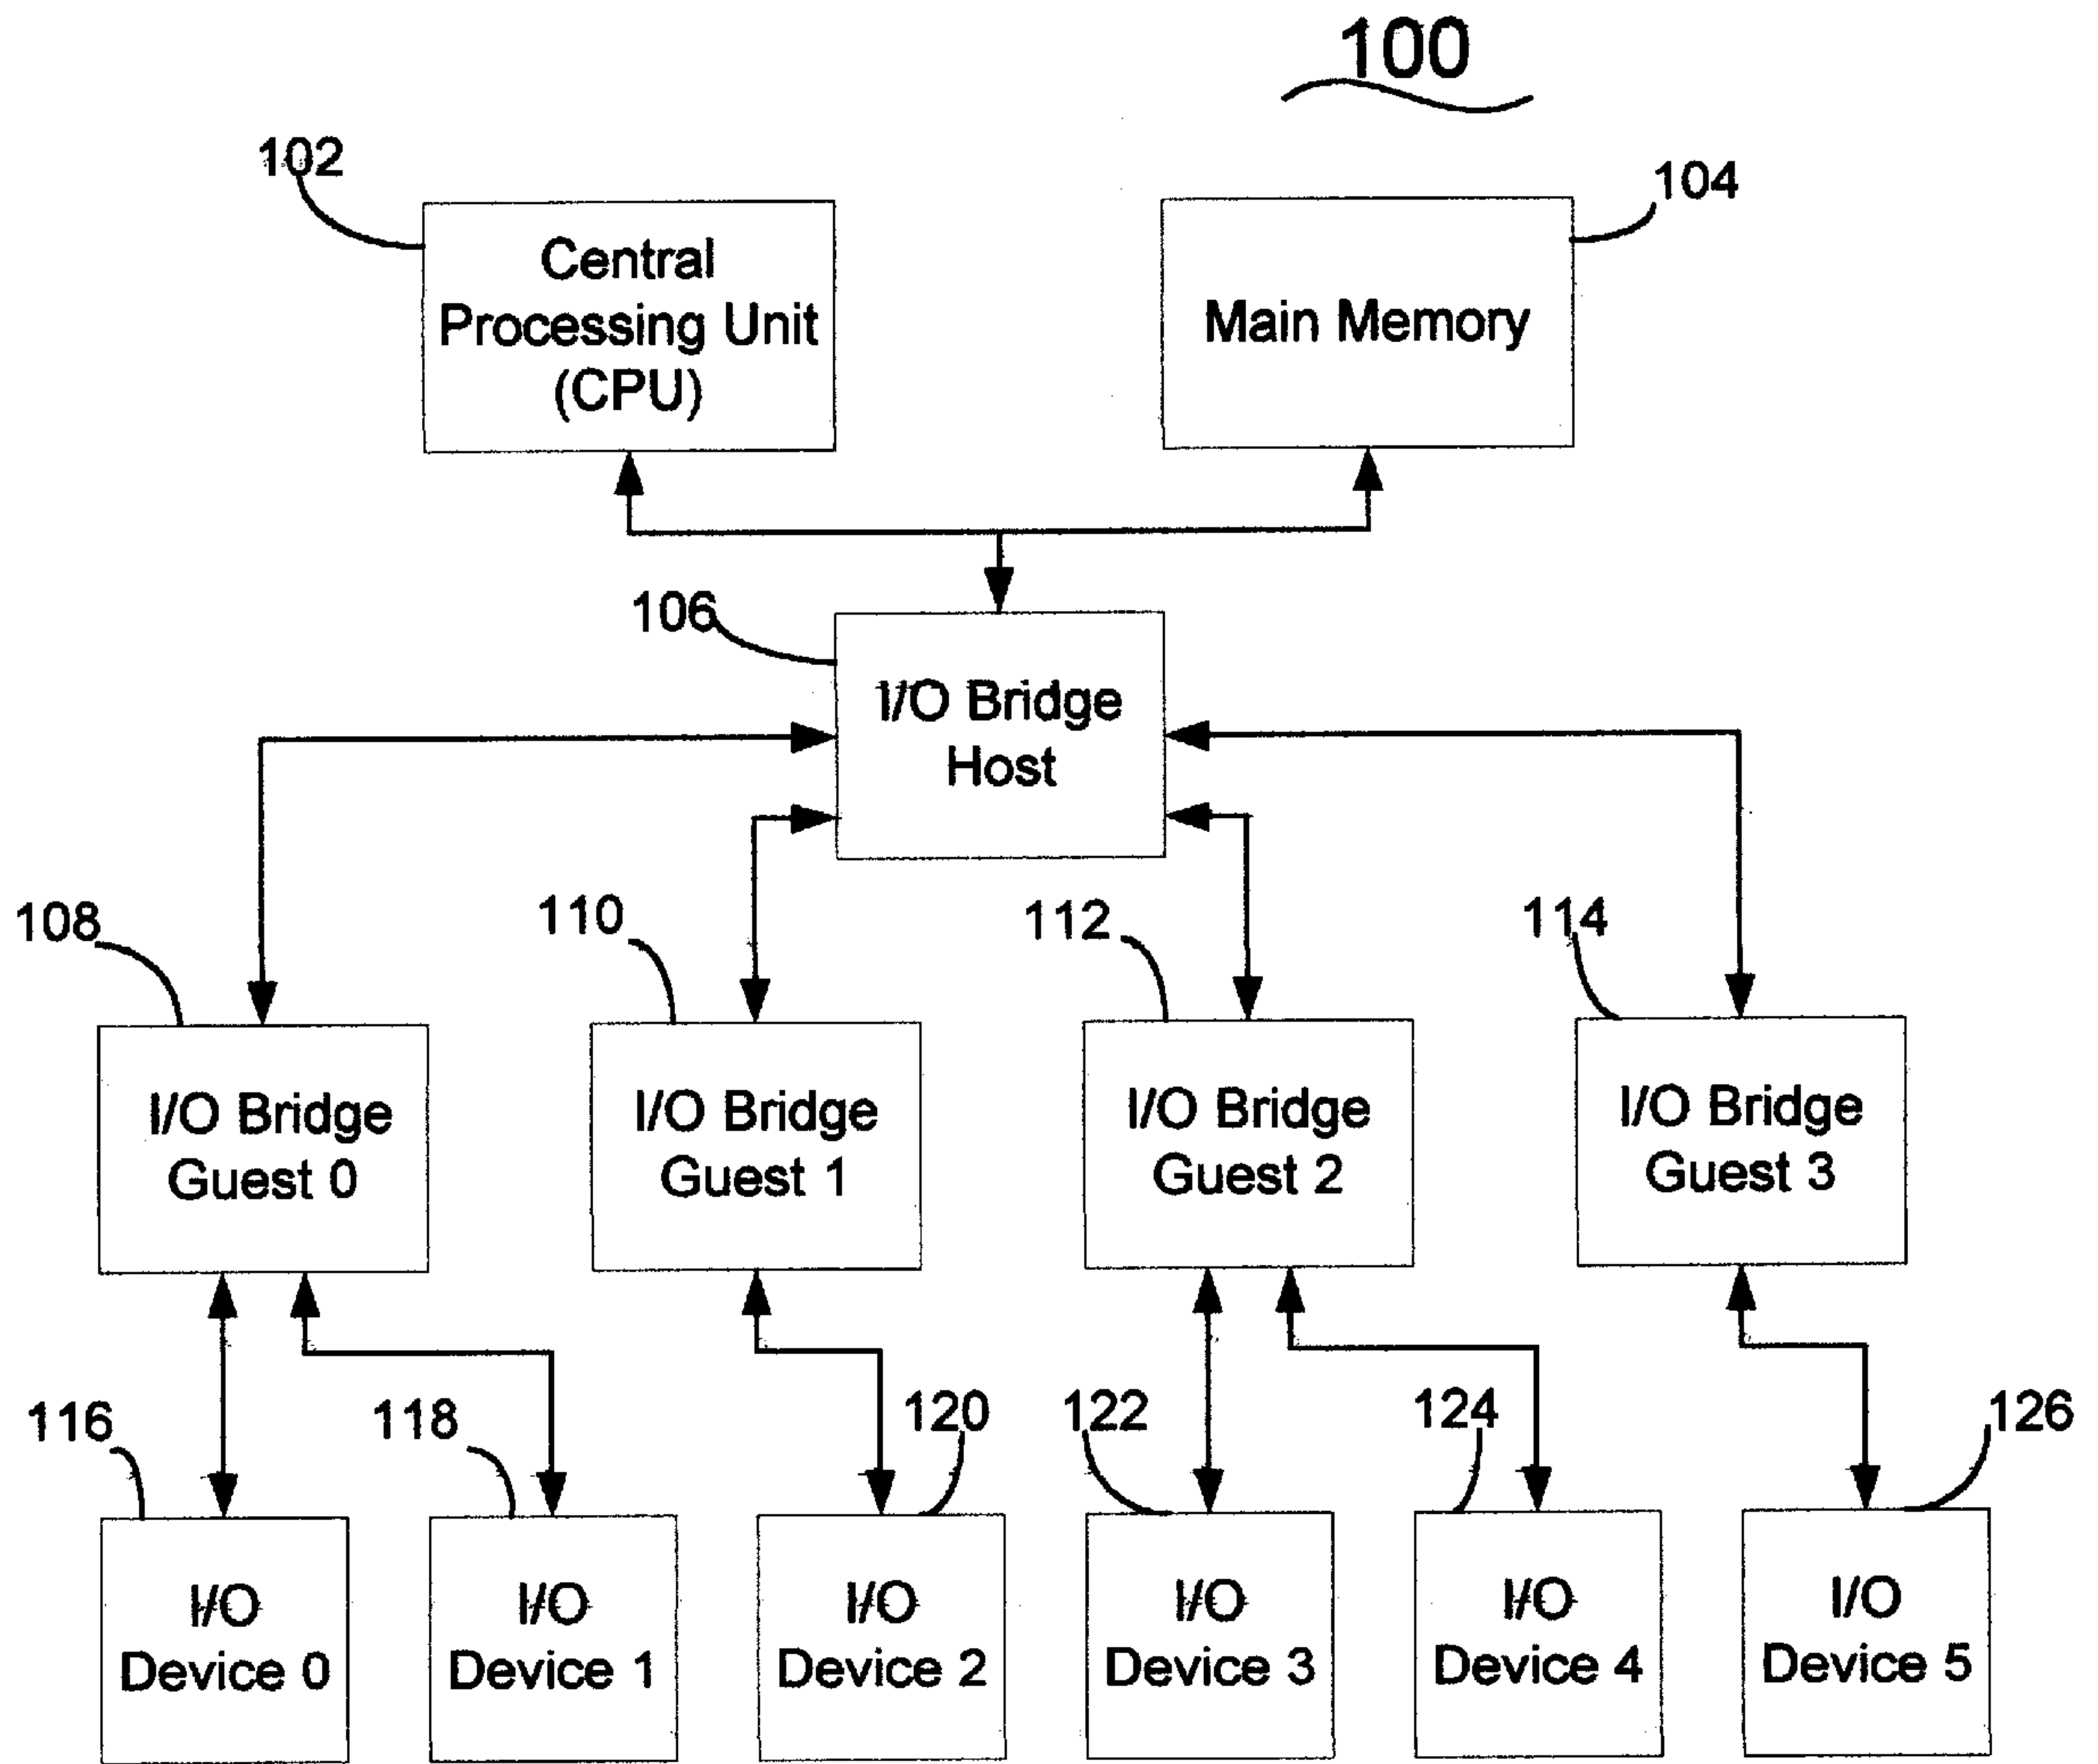 100
102
104
Central
Processing Unit
(CPU)
Main Memory
106
I/O Bridge
Host
108
110
112
114
I/O Bridge
Guest 0
I/O Bridge
Guest 1
I/O Bridge
Guest 2
I/O Bridge
Guest 3
116
118
120
122
124
126
I/O
Device 0
I/O
Device 1
I/O
Device 2
I/O
Device 3
I/O
Device 4
I/O
Device 5